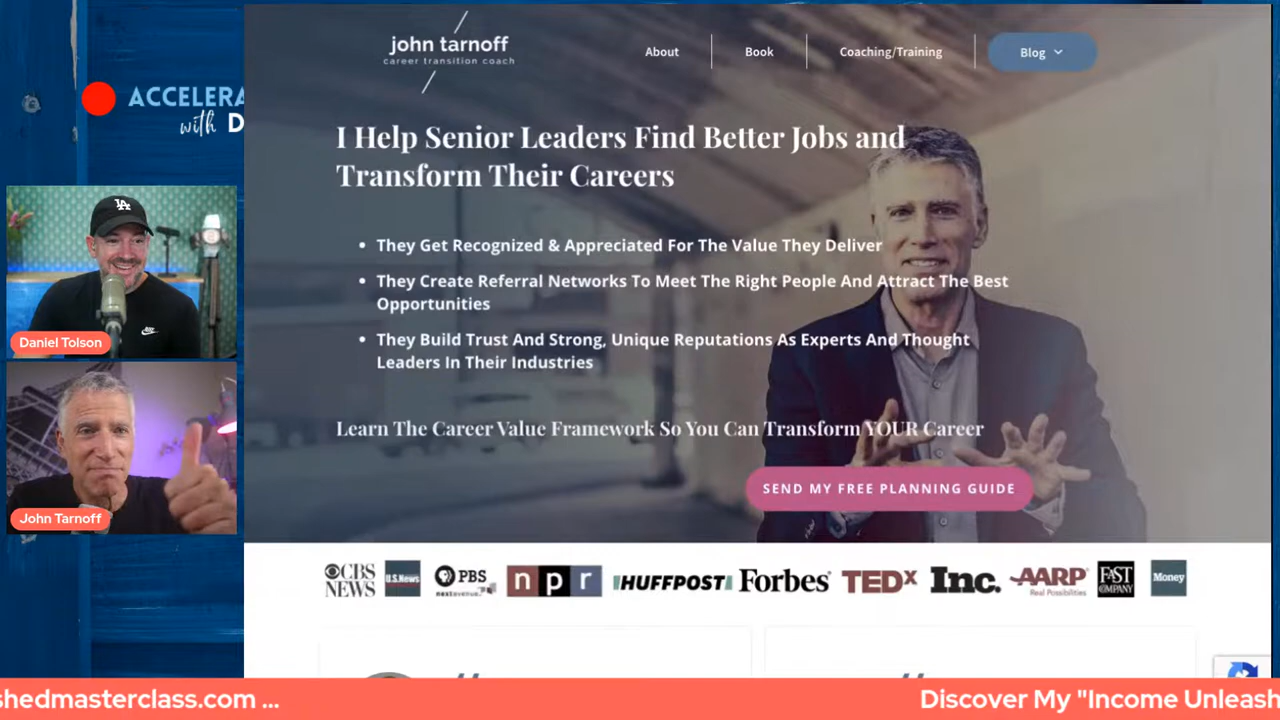 ACCELERA
with D
Daniel Tolson
John Tarnoff
john tarnoff
career transition coach
About
Book
Coaching/Training
Blog
I Help Senior Leaders Find Better Jobs and
Transform Their Careers
• They Get Recognized & Appreciated For The Value They Deliver
• They Create Referral Networks To Meet The Right People And Attract The Best
Opportunities
• They Build Trust And Strong, Unique Reputations As Experts And Thought
Leaders In Their Industries
Learn The Career Value Framework So You Can Transform YOUR Career
SEND MY FREE PLANNING GUIDE
CBS NEWS
U.S.News
PBS nextavenue
npr
HUFFPOST
Forbes
TEDx
Inc.
AARP Real Possibilities
FAST COMPANY
Money
shedmasterclass.com ...
Discover My "Income Unleash